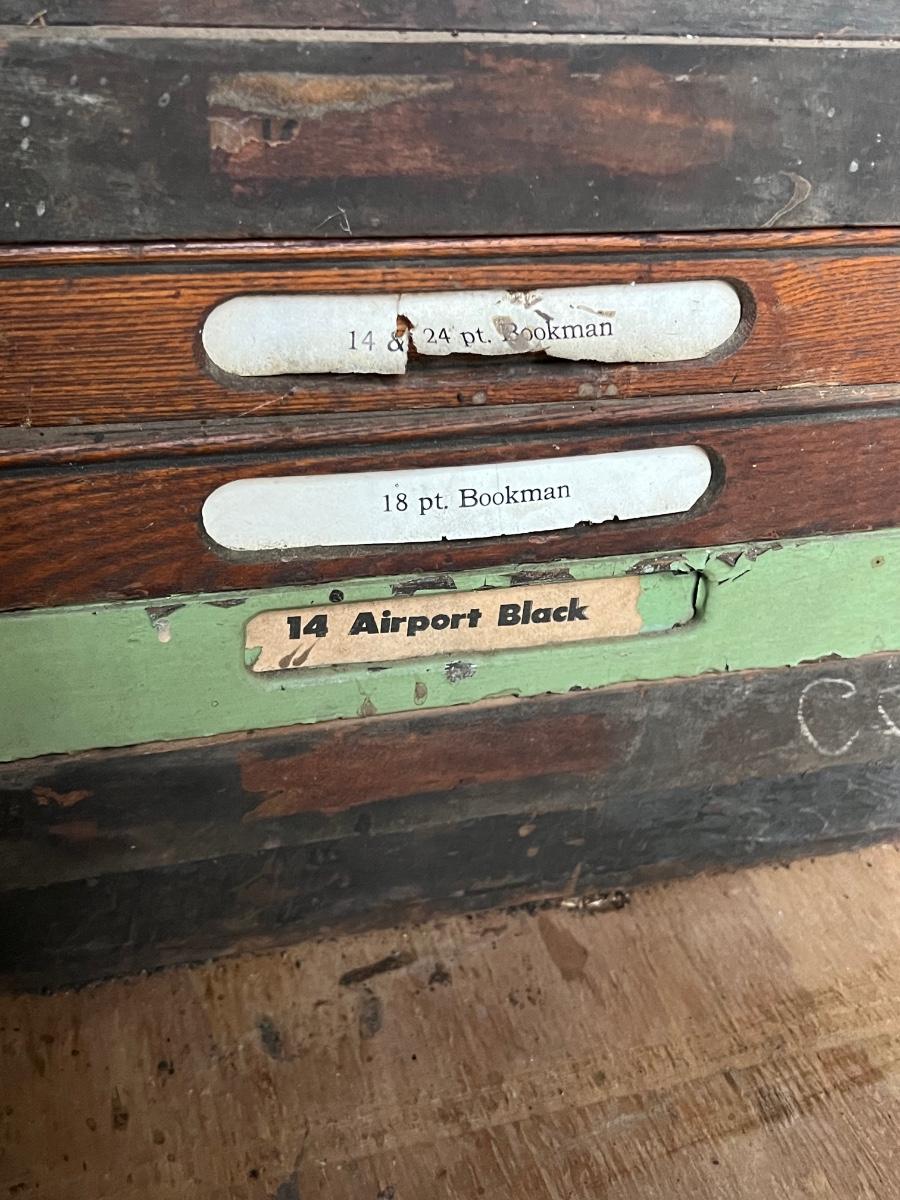 14 & 24 pt. Bookman
18 pt. Bookman
14 Airport Black